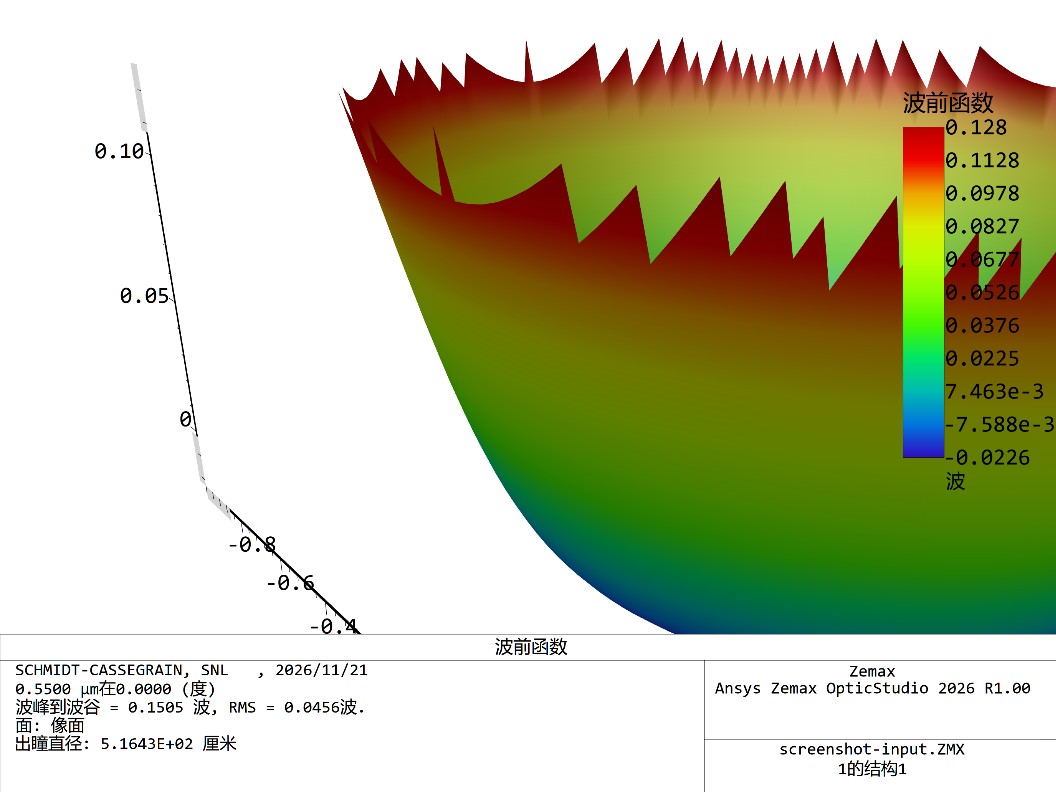 波前函数
0.128
0.1128
0.0978
0.0827
0.0677
0.0526
0.0376
0.0225
7.463e-3
-7.588e-3
-0.0226
波
0.10
0.05
0
-0.8
-0.6
-0.4
波前函数
SCHMIDT-CASSEGRAIN, SNL , 2026/11/21
0.5500 µm在0.0000 (度)
波峰到波谷 = 0.1505 波, RMS = 0.0456波.
面: 像面
出瞳直径: 5.1643E+02 厘米
Zemax
Ansys Zemax OpticStudio 2026 R1.00
screenshot-input.ZMX
1的结构1